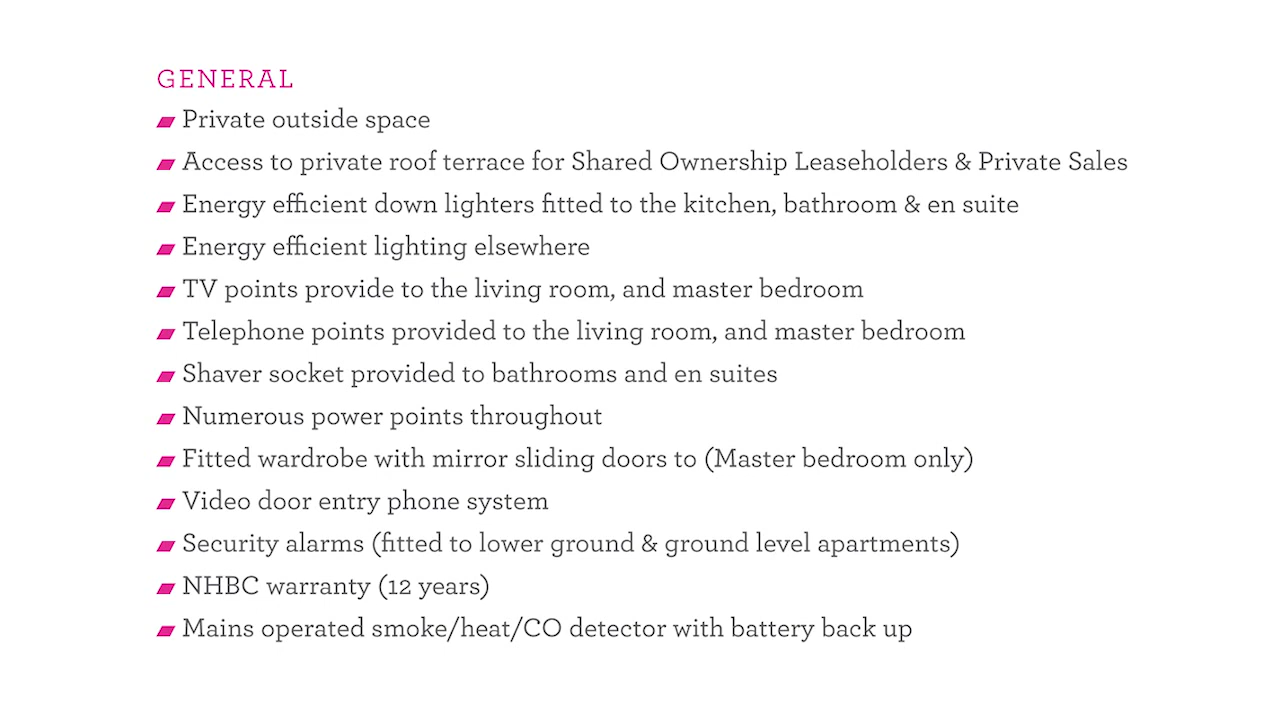 GENERAL
Private outside space
Access to private roof terrace for Shared Ownership Leaseholders & Private Sales
Energy efficient down lighters fitted to the kitchen, bathroom & en suite
Energy efficient lighting elsewhere
TV points provide to the living room, and master bedroom
Telephone points provided to the living room, and master bedroom
Shaver socket provided to bathrooms and en suites
Numerous power points throughout
Fitted wardrobe with mirror sliding doors to (Master bedroom only)
Video door entry phone system
Security alarms (fitted to lower ground & ground level apartments)
NHBC warranty (12 years)
Mains operated smoke/heat/CO detector with battery back up